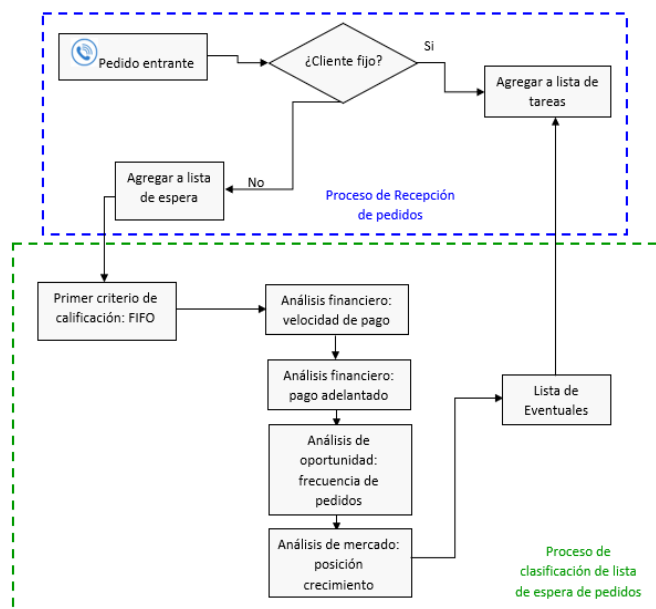 Pedido entrante
¿Cliente fijo?
Si
Agregar a lista de
tareas
Agregar a lista
de espera
No
Proceso de Recepción
de pedidos
Primer criterio de
calificación: FIFO
Análisis financiero:
velocidad de pago
Análisis financiero:
pago adelantado
Análisis de
oportunidad:
frecuencia de
pedidos
Análisis de mercado:
posición
crecimiento
Lista de
Eventuales
Proceso de
clasificación de lista
de espera de pedidos